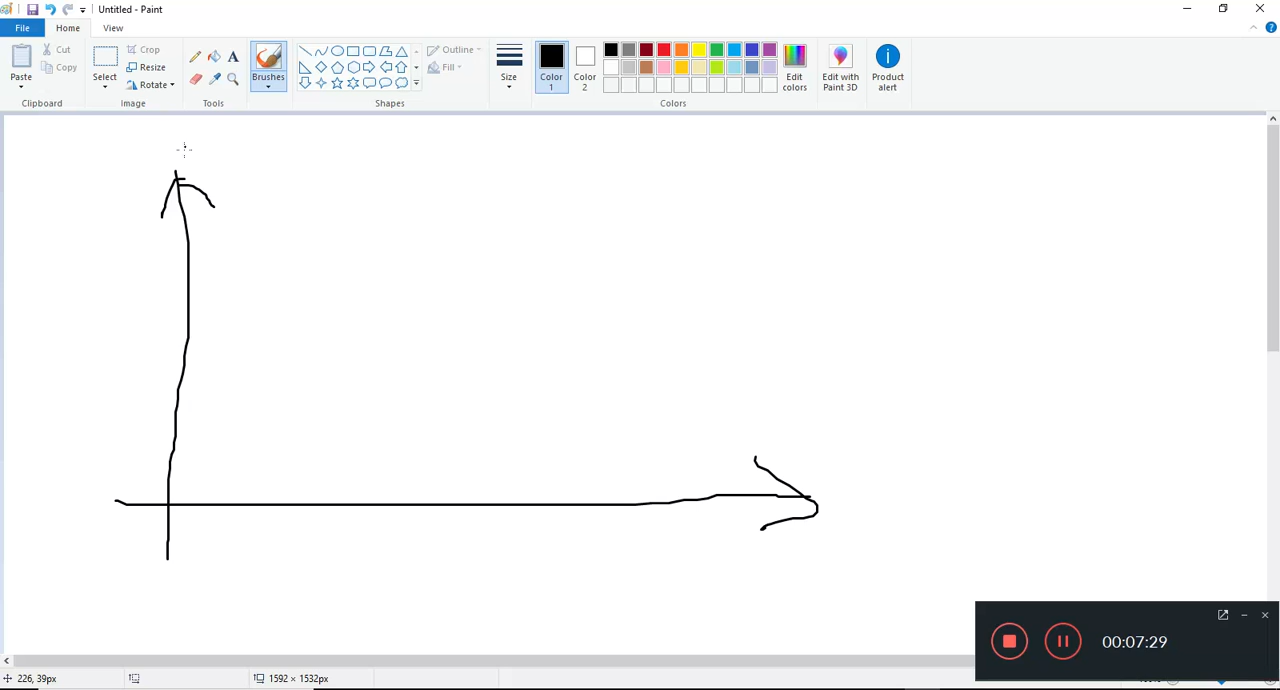 Untitled - Paint
File Home View
Paste Cut Copy Select Crop Resize Rotate A Brushes Outline Fill Size Color 1 Color 2 Edit colors Edit with Paint 3D Product alert
Clipboard Image Tools Shapes Colors
00:07:29
226, 39px 1592 × 1532px